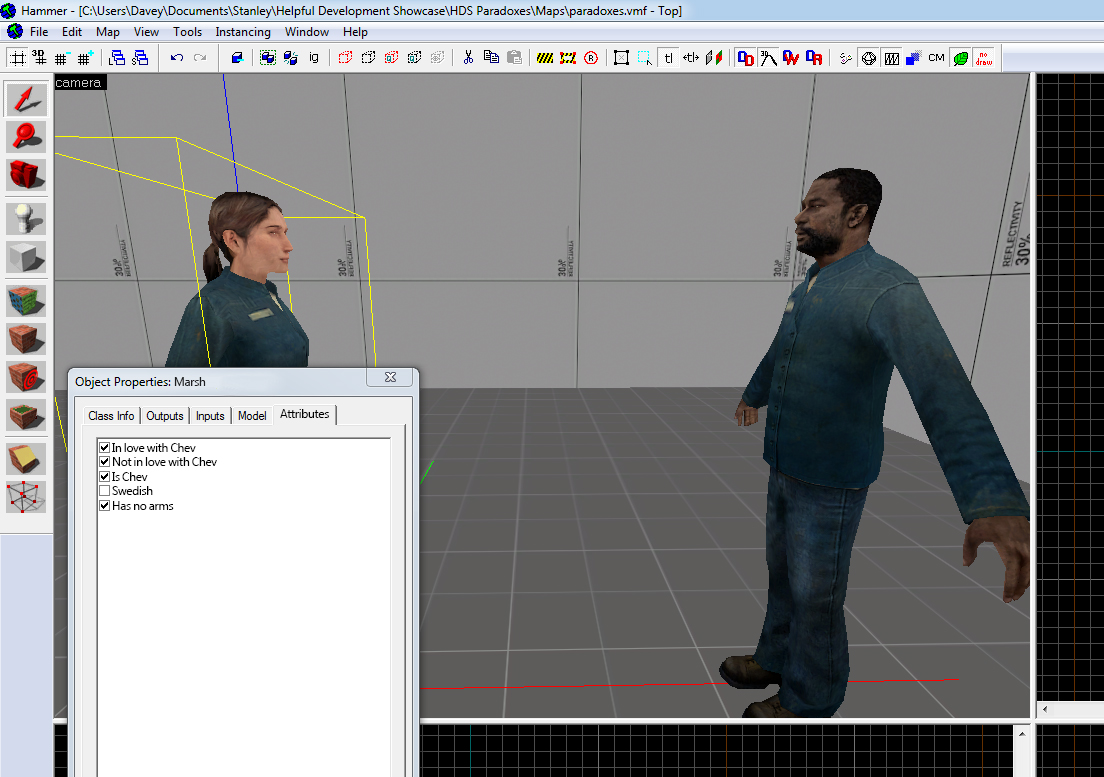 Hammer - [C:\Users\Davey\Documents\Stanley\Helpful Development Showcase\HDS Paradoxes\Maps\paradoxes.vmf - Top]
File Edit Map View Tools Instancing Window Help
3D ig tl +tl+ CM no draw
camera
30% REFLECTIVITY
30% REFLECTIVITY
30% REFLECTIVITY
30% REFLECTIVITY
REFLECTIVITY 30%
Object Properties: Marsh
Class Info Outputs Inputs Model Attributes
In love with Chev
Not in love with Chev
Is Chev
Swedish
Has no arms